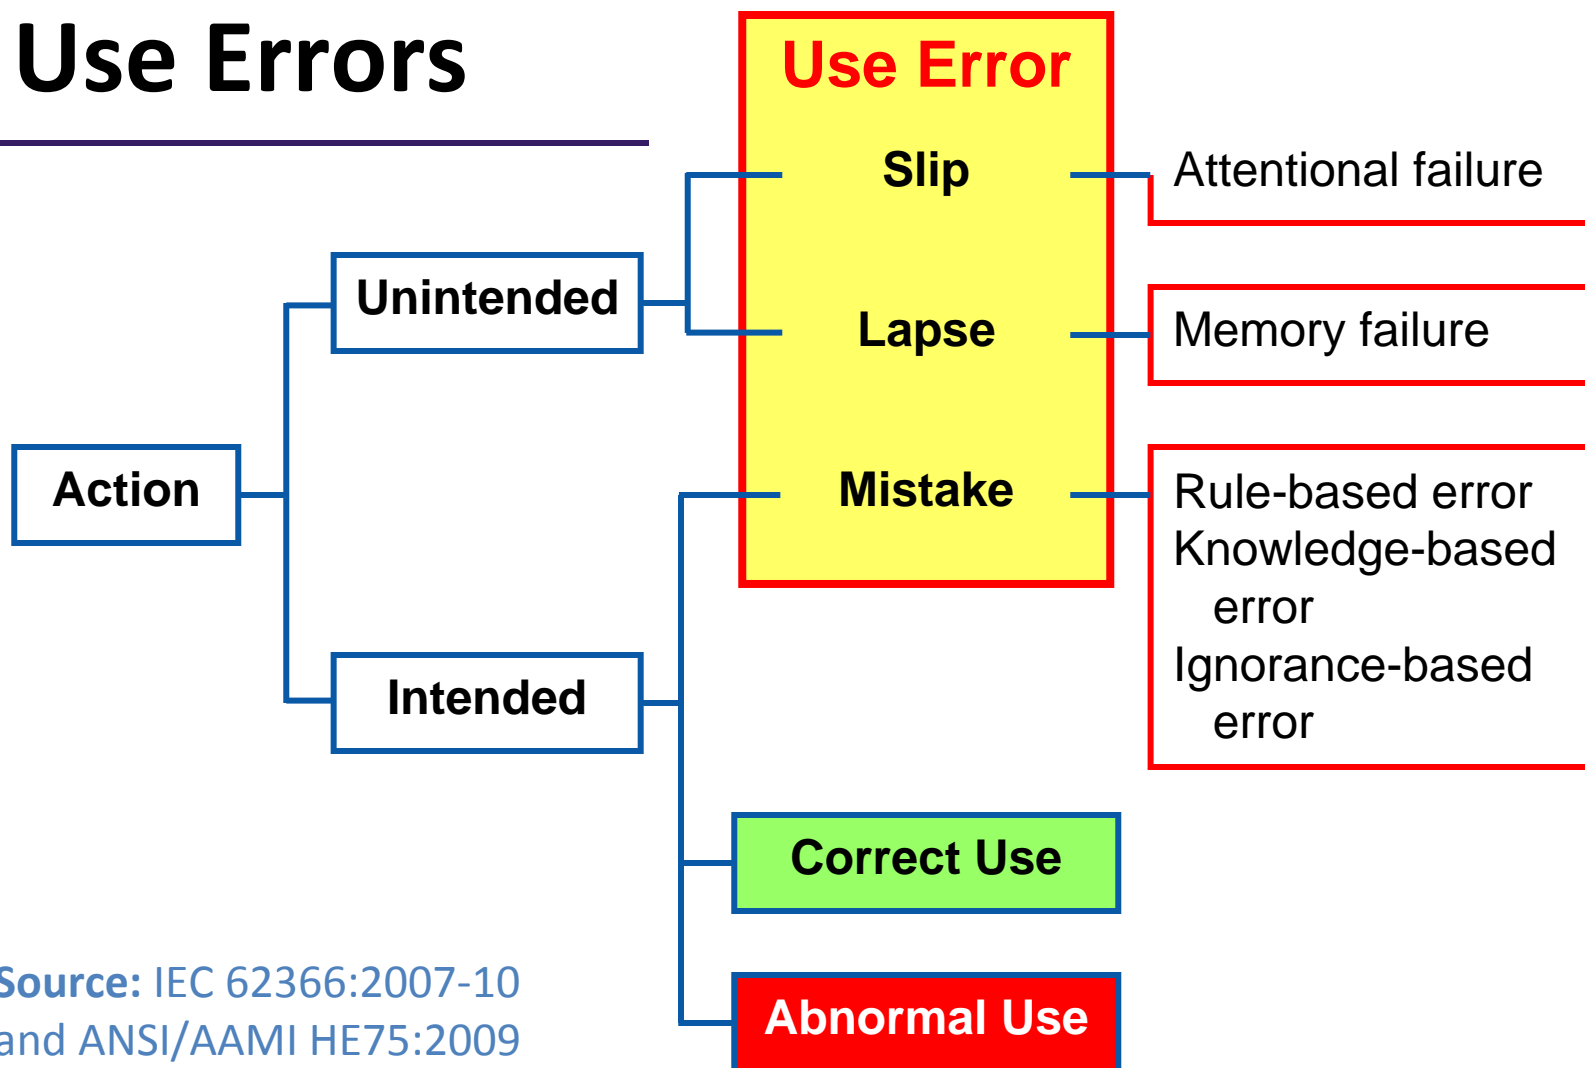 Use Errors
Use Error
Slip
Attentional failure
Unintended
Lapse
Memory failure
Action
Mistake
Rule-based error
Knowledge-based
error
Ignorance-based
error
Intended
Correct Use
Abnormal Use
Source: IEC 62366:2007-10
and ANSI/AAMI HE75:2009